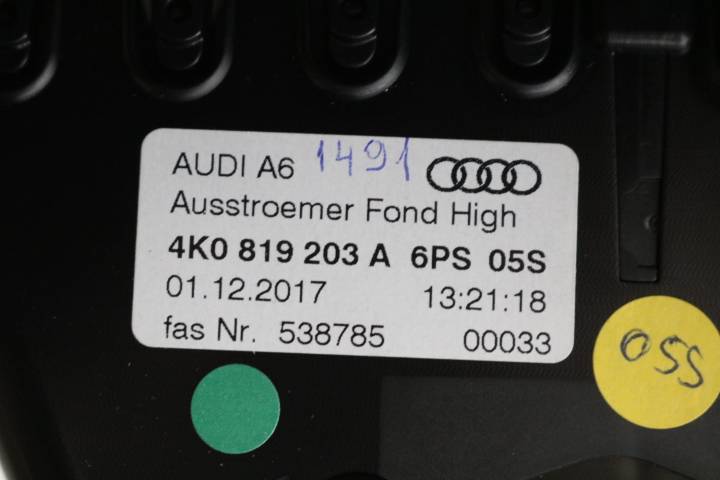 AUDI A6 1491
Ausstroemer Fond High
4K0 819 203 A 6PS 05S
01.12.2017 13:21:18
fas Nr. 538785 00033
05S